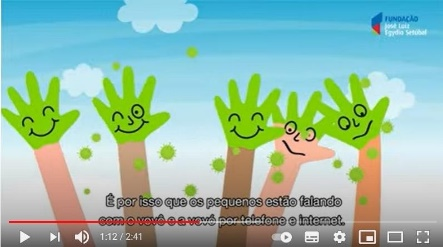 FUNDAÇÃO
José Luiz
Egydio Setúbal
É por isso que os pequenos estão falando
com o vovô e a vovó por telefone e internet.
1:12 / 2:41